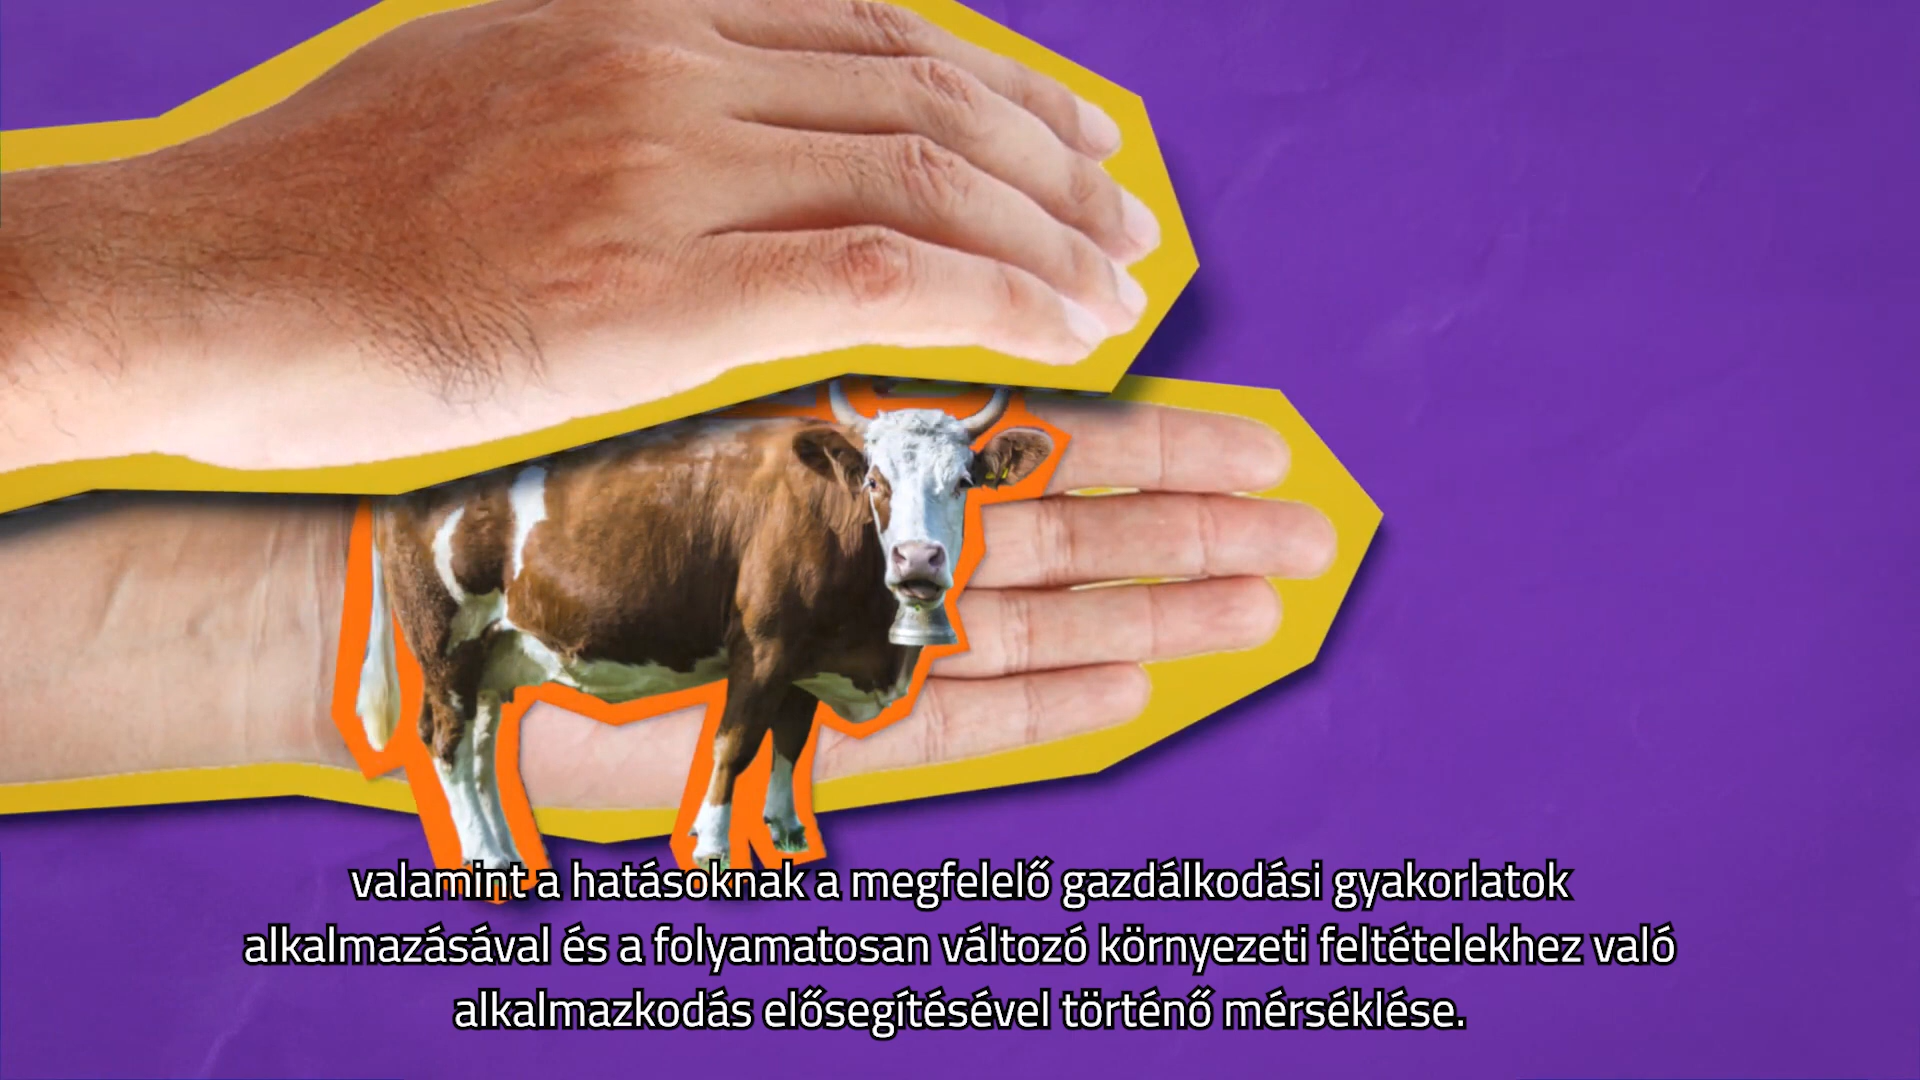 valamint a hatásoknak a megfelelő gazdálkodási gyakorlatok
alkalmazásával és a folyamatosan változó környezeti feltételekhez való
alkalmazkodás elősegítésével történő mérséklése.